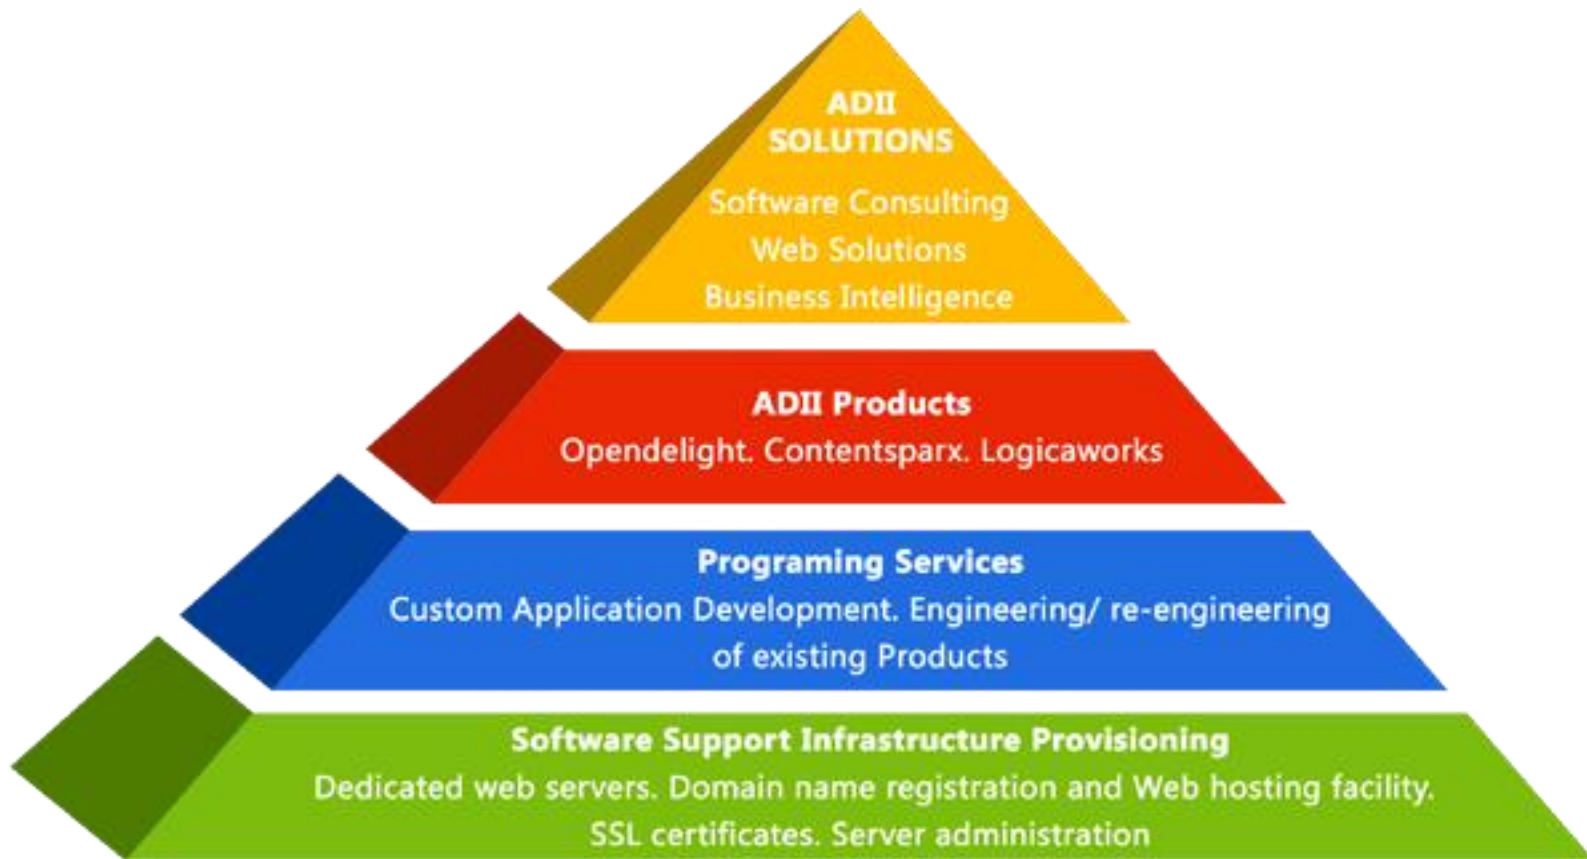 ADII
SOLUTIONS
Software Consulting
Web Solutions
Business Intelligence
ADII Products
Opendelight. Contentsparx. Logicaworks
Programing Services
Custom Application Development. Engineering/ re-engineering
of existing Products
Software Support Infrastructure Provisioning
Dedicated web servers. Domain name registration and Web hosting facility.
SSL certificates. Server administration